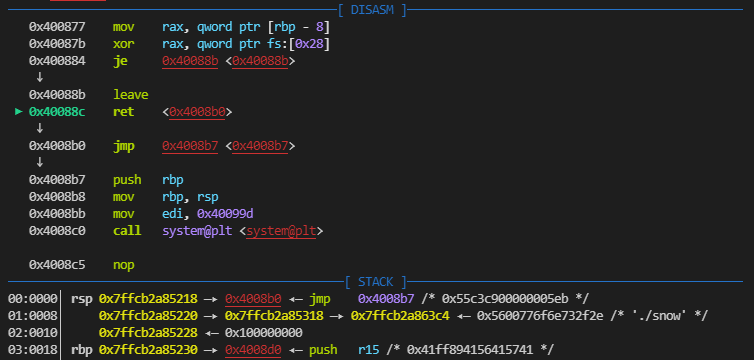 [ DISASM ]
0x400877 mov rax, qword ptr [rbp - 8]
0x40087b xor rax, qword ptr fs:[0x28]
0x400884 je 0x40088b <0x40088b>
↓
0x40088b leave
► 0x40088c ret <0x4008b0>
↓
0x4008b0 jmp 0x4008b7 <0x4008b7>
↓
0x4008b7 push rbp
0x4008b8 mov rbp, rsp
0x4008bb mov edi, 0x40099d
0x4008c0 call system@plt <system@plt>
0x4008c5 nop
[ STACK ]
00:0000│ rsp 0x7ffcb2a85218 —▸ 0x4008b0 ◂— jmp 0x4008b7 /* 0x55c3c900000005eb */
01:0008│ 0x7ffcb2a85220 —▸ 0x7ffcb2a85318 —▸ 0x7ffcb2a863c4 ◂— 0x5600776f6e732f2e /* './snow' */
02:0010│ 0x7ffcb2a85228 ◂— 0x100000000
03:0018│ rbp 0x7ffcb2a85230 —▸ 0x4008d0 ◂— push r15 /* 0x41ff894156415741 */